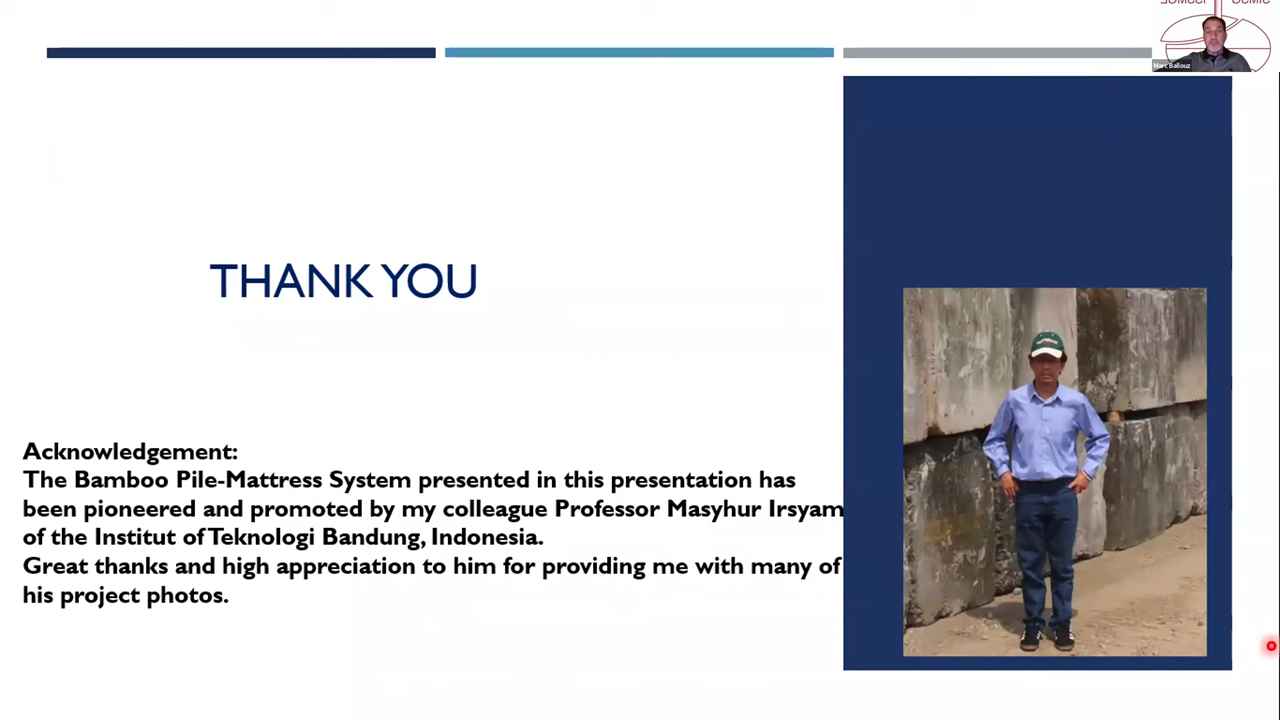 Marc Ballouz
THANK YOU
Acknowledgement:
The Bamboo Pile-Mattress System presented in this presentation has
been pioneered and promoted by my colleague Professor Masyhur Irsyam
of the Institut of Teknologi Bandung, Indonesia.
Great thanks and high appreciation to him for providing me with many of
his project photos.